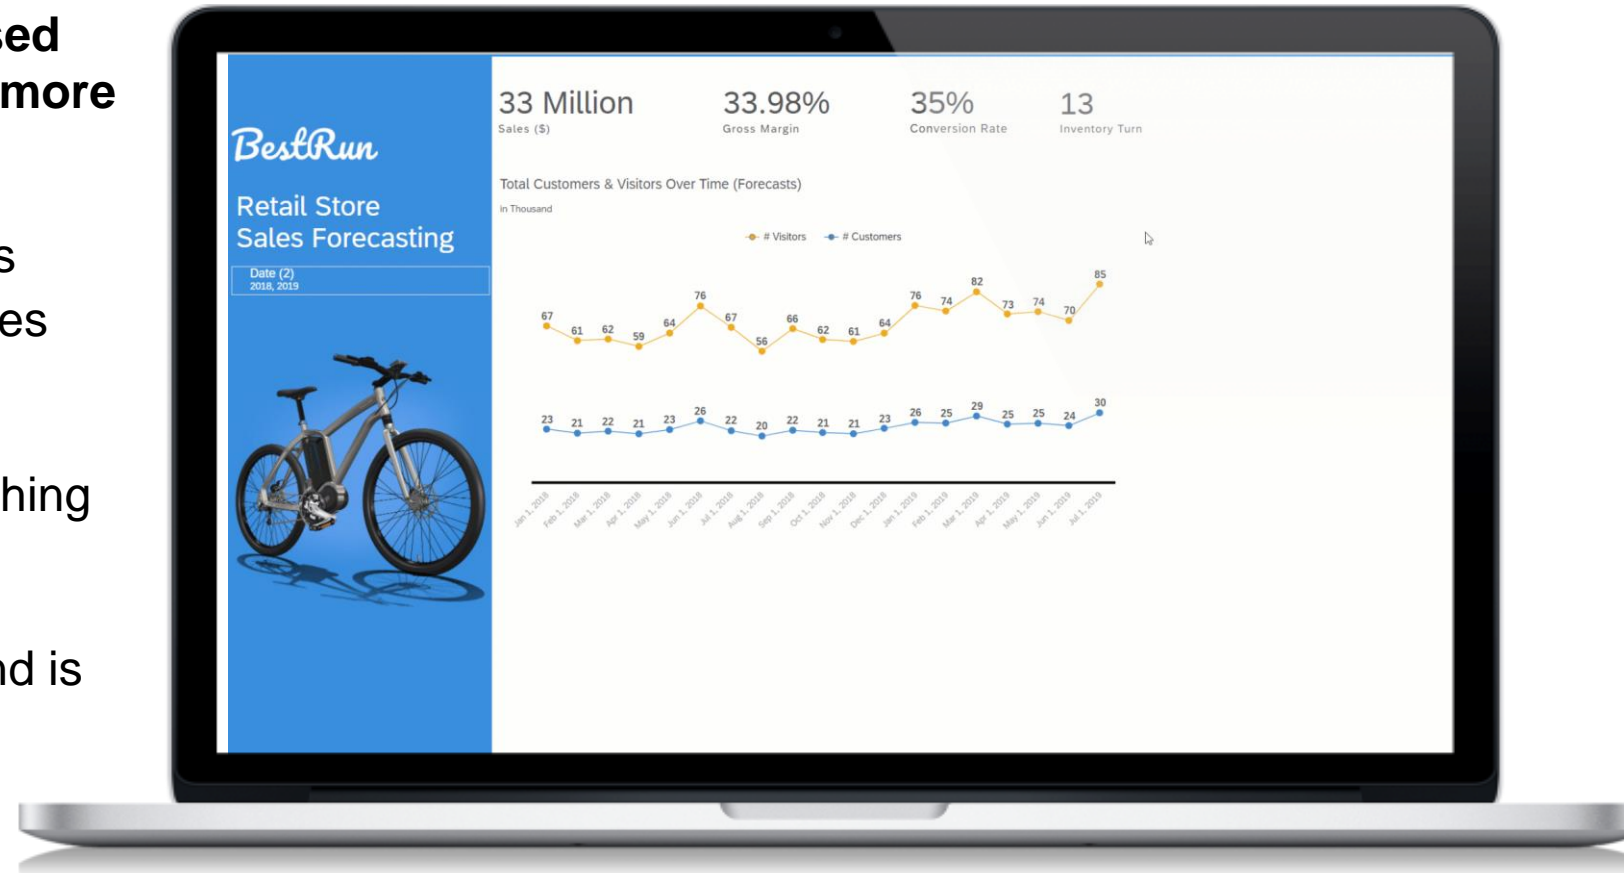 sed
more
s
es
hing
nd is
BestRun
Retail Store
Sales Forecasting
Date (2)
2018, 2019
33 Million
Sales ($)
33.98%
Gross Margin
35%
Conversion Rate
13
Inventory Turn
Total Customers & Visitors Over Time (Forecasts)
in Thousand
# Visitors # Customers
67 61 62 59 64 76 67 56 66 62 61 64 76 74 82 73 74 70 85
23 21 22 21 23 26 22 20 22 21 21 23 26 25 29 25 25 24 30
Jan 1, 2018 Feb 1, 2018 Mar 1, 2018 Apr 1, 2018 May 1, 2018 Jun 1, 2018 Jul 1, 2018 Aug 1, 2018 Sep 1, 2018 Oct 1, 2018 Nov 1, 2018 Dec 1, 2018 Jan 1, 2019 Feb 1, 2019 Mar 1, 2019 Apr 1, 2019 May 1, 2019 Jun 1, 2019 Jul 1, 2019